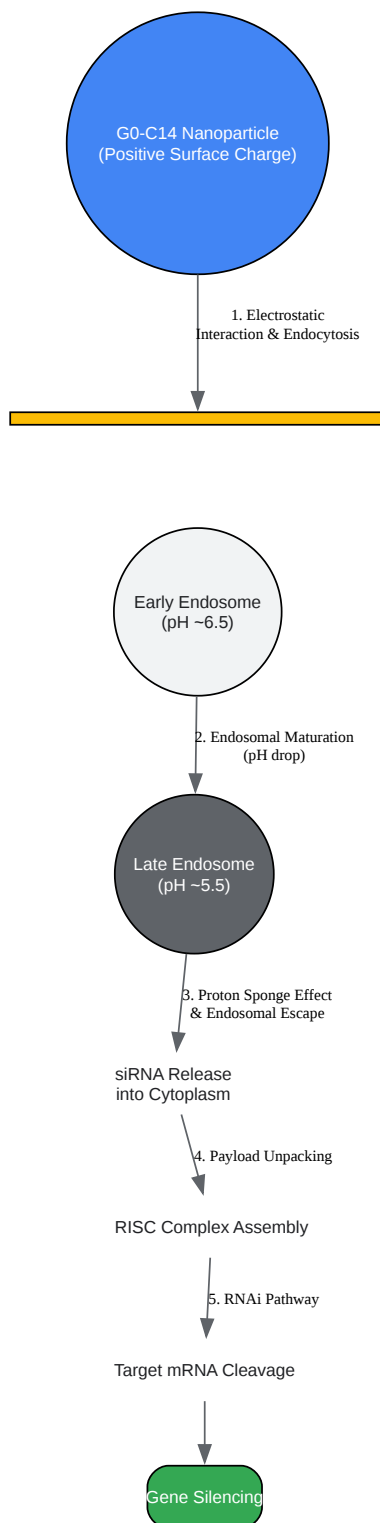 G0-C14 Nanoparticle
(Positive Surface Charge)
1. Electrostatic
Interaction & Endocytosis
Early Endosome
(pH ~6.5)
2. Endosomal Maturation
(pH drop)
Late Endosome
(pH ~5.5)
3. Proton Sponge Effect
& Endosomal Escape
siRNA Release
into Cytoplasm
4. Payload Unpacking
RISC Complex Assembly
5. RNAi Pathway
Target mRNA Cleavage
Gene Silencing